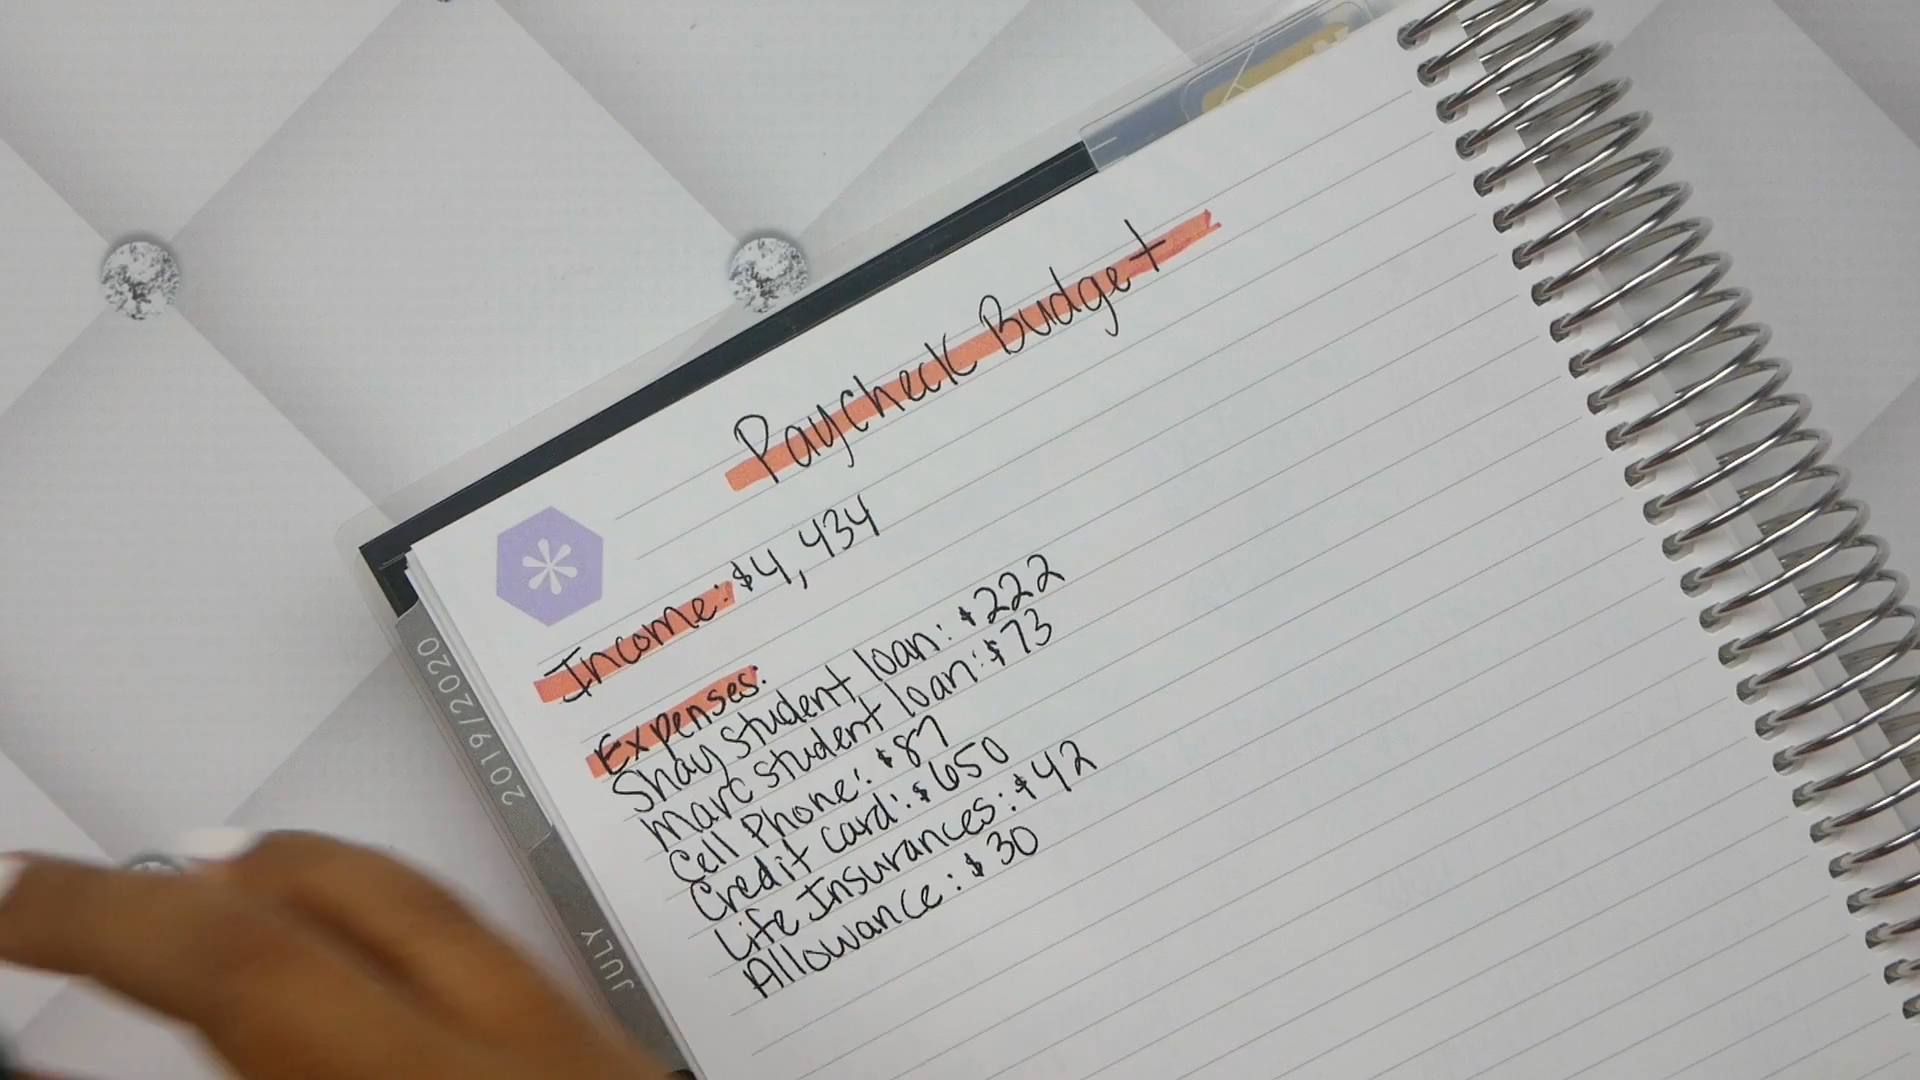 Paycheck Budget
Income: $4,434
Expenses:
Shay student loan: $222
Marc student loan: $73
Cell Phone: $87
Credit Card: $650
Life Insurances: $42
Allowance: $30
2019/2020
JULY